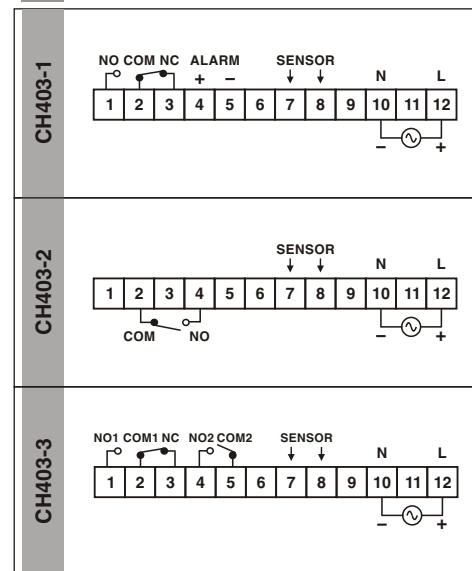 CH403-1
NO COM NC ALARM SENSOR
+ − N L
1 2 3 4 5 6 7 8 9 10 11 12
− +
CH403-2
SENSOR
N L
1 2 3 4 5 6 7 8 9 10 11 12
COM NO − +
CH403-3
NO1 COM1 NC NO2 COM2 SENSOR
N L
1 2 3 4 5 6 7 8 9 10 11 12
− +